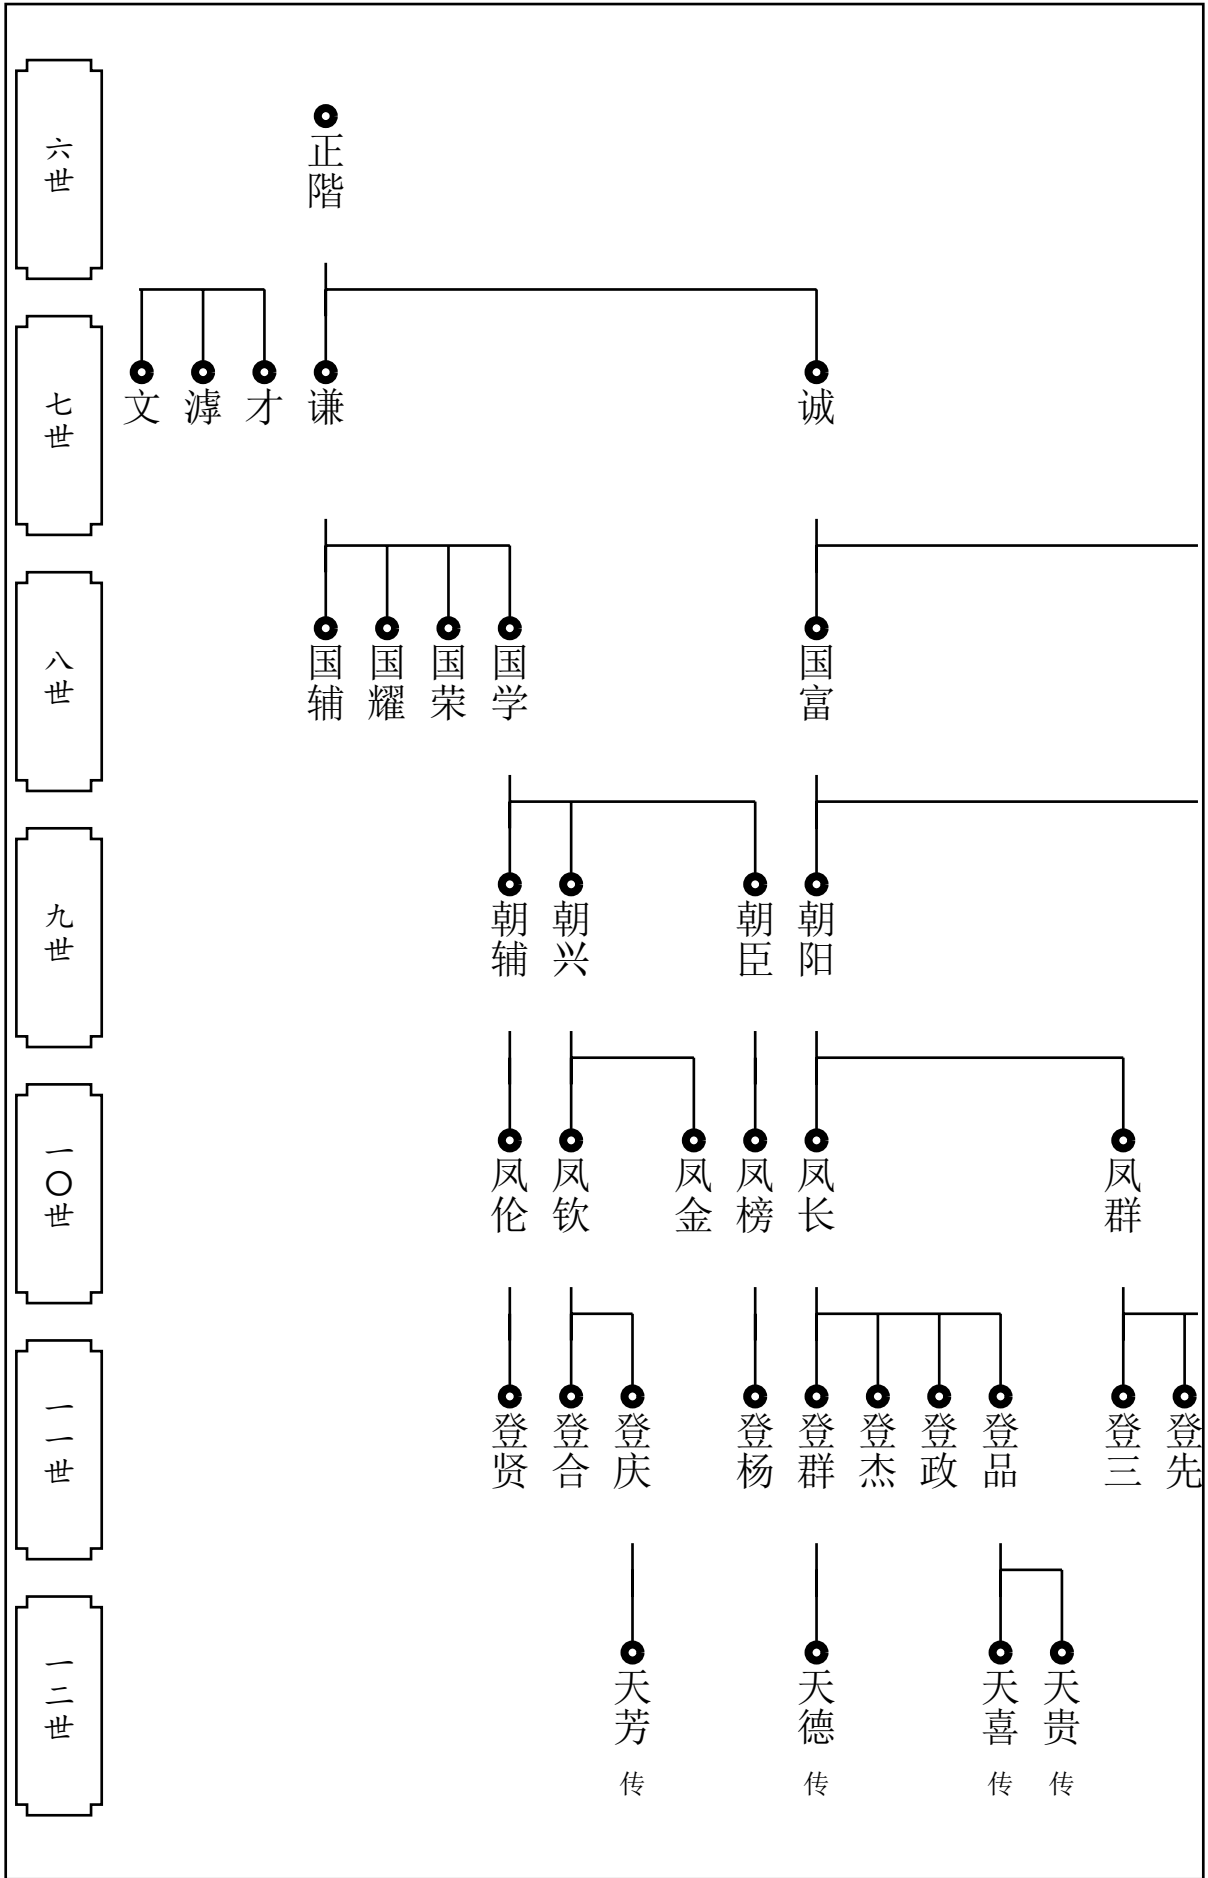 六世
正階
七世
文
滹
才
谦
诚
八世
国辅
国耀
国荣
国学
国富
九世
朝辅
朝兴
朝臣
朝阳
一〇世
凤伦
凤钦
凤金
凤榜
凤长
凤群
一一世
登贤
登合
登庆
登杨
登群
登杰
登政
登品
登三
登先
一二世
天芳
传
天德
传
天喜
传
天贵
传